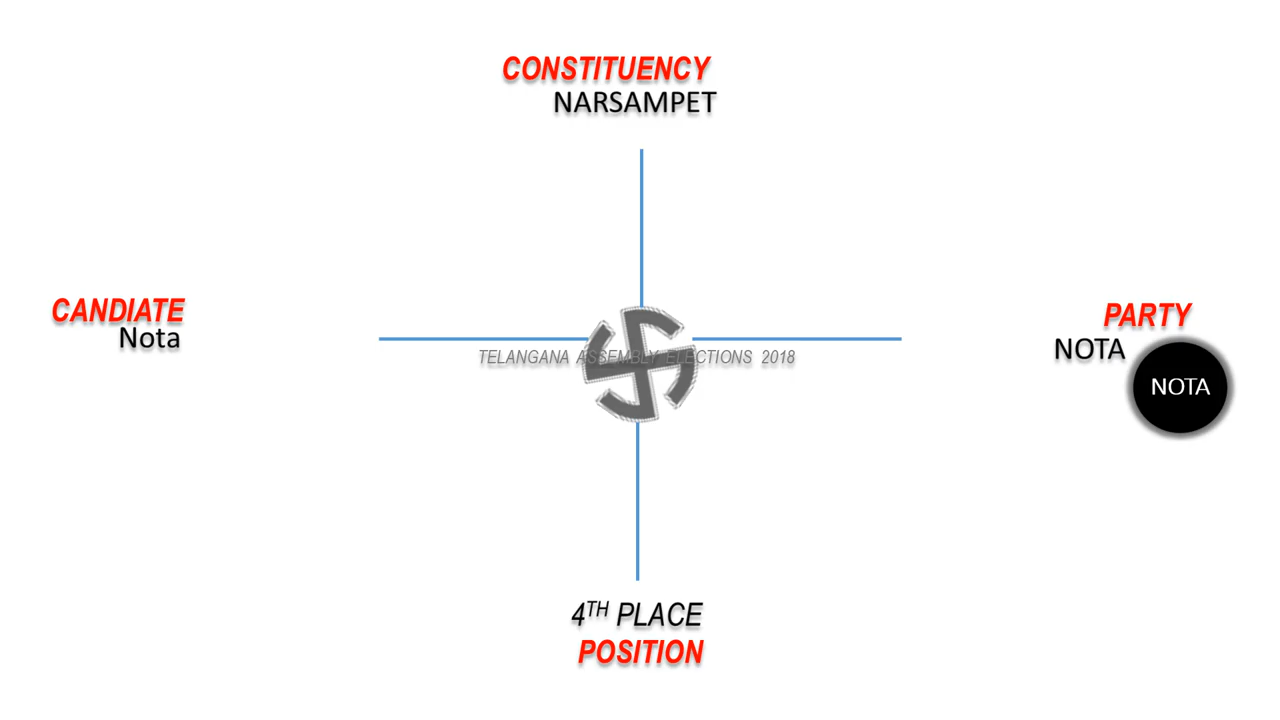 CONSTITUENCY
NARSAMPET
CANDIATE
Nota
PARTY
NOTA
NOTA
TELANGANA ASSEMBLY ELECTIONS 2018
4TH PLACE
POSITION